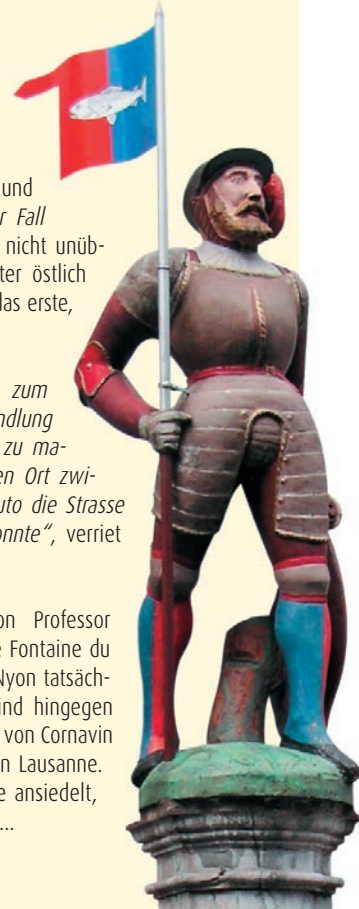 und
r Fall
nicht unüb-
ter östlich
das erste,
zum
ndlung
zu ma-
en Ort zwi-
uto die Strasse
onnte“, verriet
on Professor
e Fontaine du
Nyon tatsäch-
ind hingegen
von Cornavin
n Lausanne.
e ansiedelt,
...